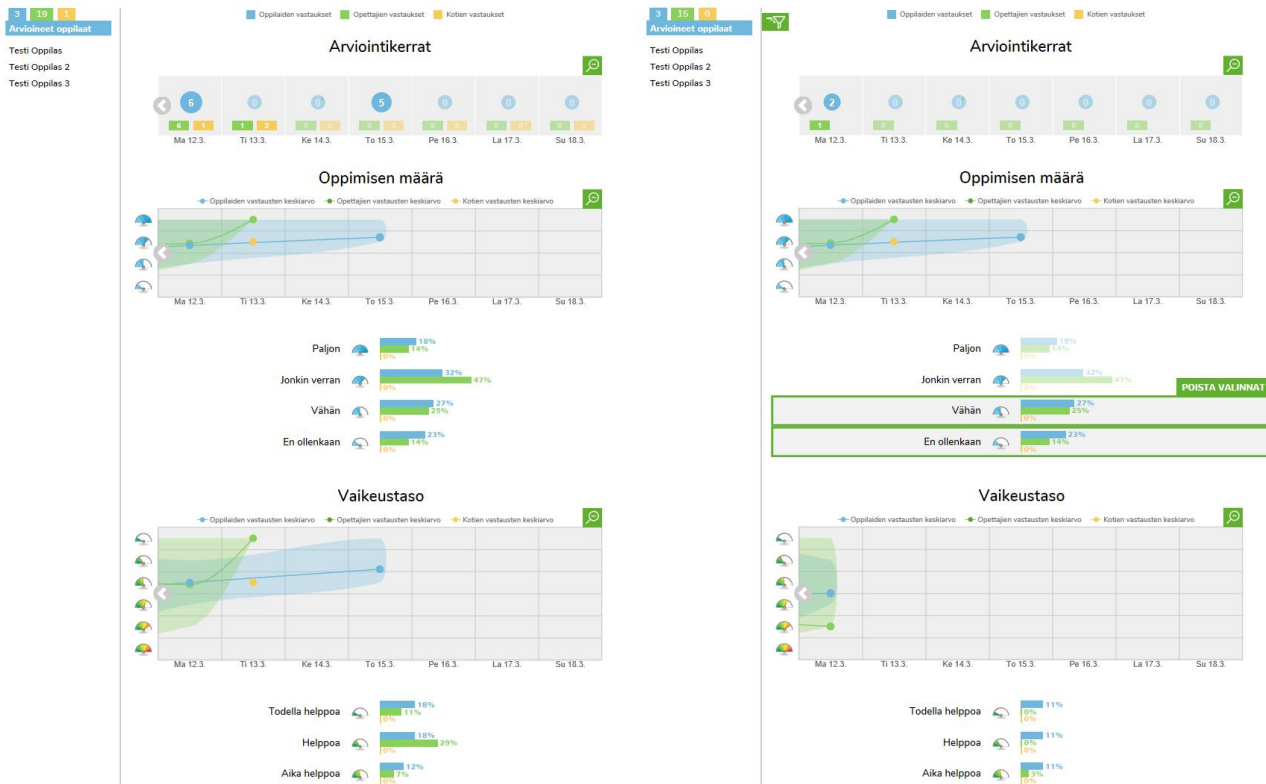 3 19 1
Arvioineet oppilaat
Testi Oppilas
Testi Oppilas 2
Testi Oppilas 3
Oppilaiden vastaukset Opettajien vastaukset Kotien vastaukset
Arviointikerrat
6 0 0 5 0 0 0
6 1 1 2 0 0 0 0 0 0 0 0 0 0
Ma 12.3. Ti 13.3. Ke 14.3. To 15.3. Pe 16.3. La 17.3. Su 18.3.
Oppimisen määrä
Oppilaiden vastausten keskiarvo Opettajien vastausten keskiarvo Kotien vastausten keskiarvo
Ma 12.3. Ti 13.3. Ke 14.3. To 15.3. Pe 16.3. La 17.3. Su 18.3.
Paljon 18%
14%
0%
Jonkin verran 32%
47%
0%
Vähän 27%
25%
0%
En ollenkaan 23%
14%
0%
Vaikeustaso
Oppilaiden vastausten keskiarvo Opettajien vastausten keskiarvo Kotien vastausten keskiarvo
Ma 12.3. Ti 13.3. Ke 14.3. To 15.3. Pe 16.3. La 17.3. Su 18.3.
Todella helppoa 18%
11%
0%
Helppoa 18%
29%
0%
Aika helppoa 12%
7%
0%
3 15 0
Arvioineet oppilaat
Testi Oppilas
Testi Oppilas 2
Testi Oppilas 3
Oppilaiden vastaukset Opettajien vastaukset Kotien vastaukset
Arviointikerrat
2 0 0 0 0 0 0
1 0 0 0 0 0 0
Ma 12.3. Ti 13.3. Ke 14.3. To 15.3. Pe 16.3. La 17.3. Su 18.3.
Oppimisen määrä
Oppilaiden vastausten keskiarvo Opettajien vastausten keskiarvo Kotien vastausten keskiarvo
Ma 12.3. Ti 13.3. Ke 14.3. To 15.3. Pe 16.3. La 17.3. Su 18.3.
Paljon 18%
14%
0%
Jonkin verran 32%
47%
0%
POISTA VALINNAT
Vähän 27%
25%
0%
En ollenkaan 23%
14%
0%
Vaikeustaso
Oppilaiden vastausten keskiarvo Opettajien vastausten keskiarvo Kotien vastausten keskiarvo
Ma 12.3. Ti 13.3. Ke 14.3. To 15.3. Pe 16.3. La 17.3. Su 18.3.
Todella helppoa 11%
0%
0%
Helppoa 11%
0%
0%
Aika helppoa 11%
3%
0%